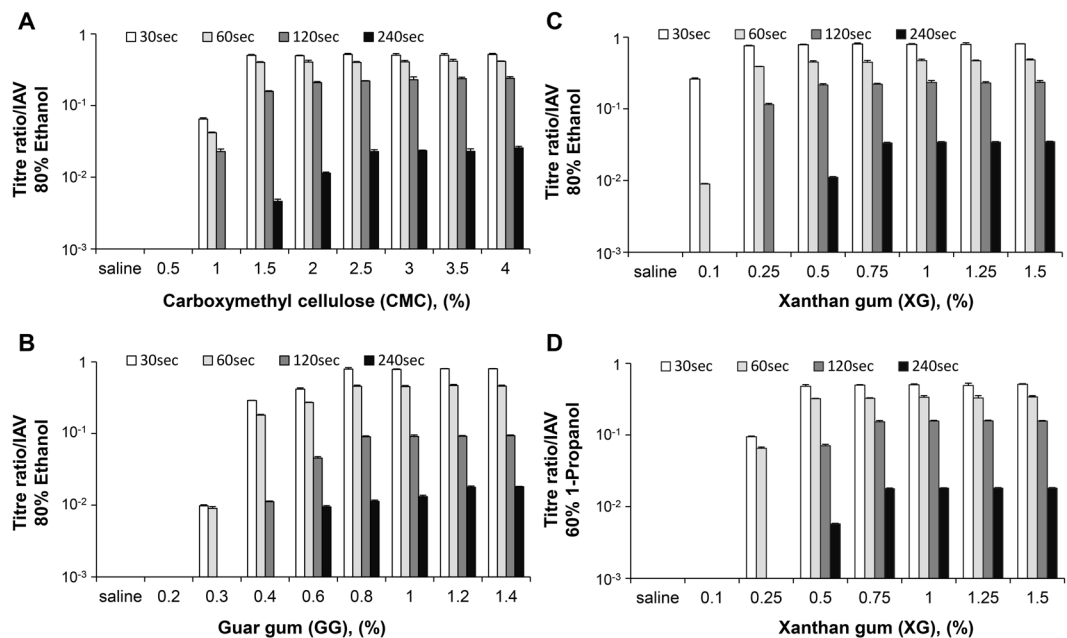 A
30sec 60sec 120sec 240sec
Titre ratio/IAV
80% Ethanol
1
10-1
10-2
10-3
saline 0.5 1 1.5 2 2.5 3 3.5 4
Carboxymethyl cellulose (CMC), (%)
B
30sec 60sec 120sec 240sec
Titre ratio/IAV
80% Ethanol
1
10-1
10-2
10-3
saline 0.2 0.3 0.4 0.6 0.8 1 1.2 1.4
Guar gum (GG), (%)
C
30sec 60sec 120sec 240sec
Titre ratio/IAV
80% Ethanol
1
10-1
10-2
10-3
saline 0.1 0.25 0.5 0.75 1 1.25 1.5
Xanthan gum (XG), (%)
D
30sec 60sec 120sec 240sec
Titre ratio/IAV
60% 1-Propanol
1
10-1
10-2
10-3
saline 0.1 0.25 0.5 0.75 1 1.25 1.5
Xanthan gum (XG), (%)